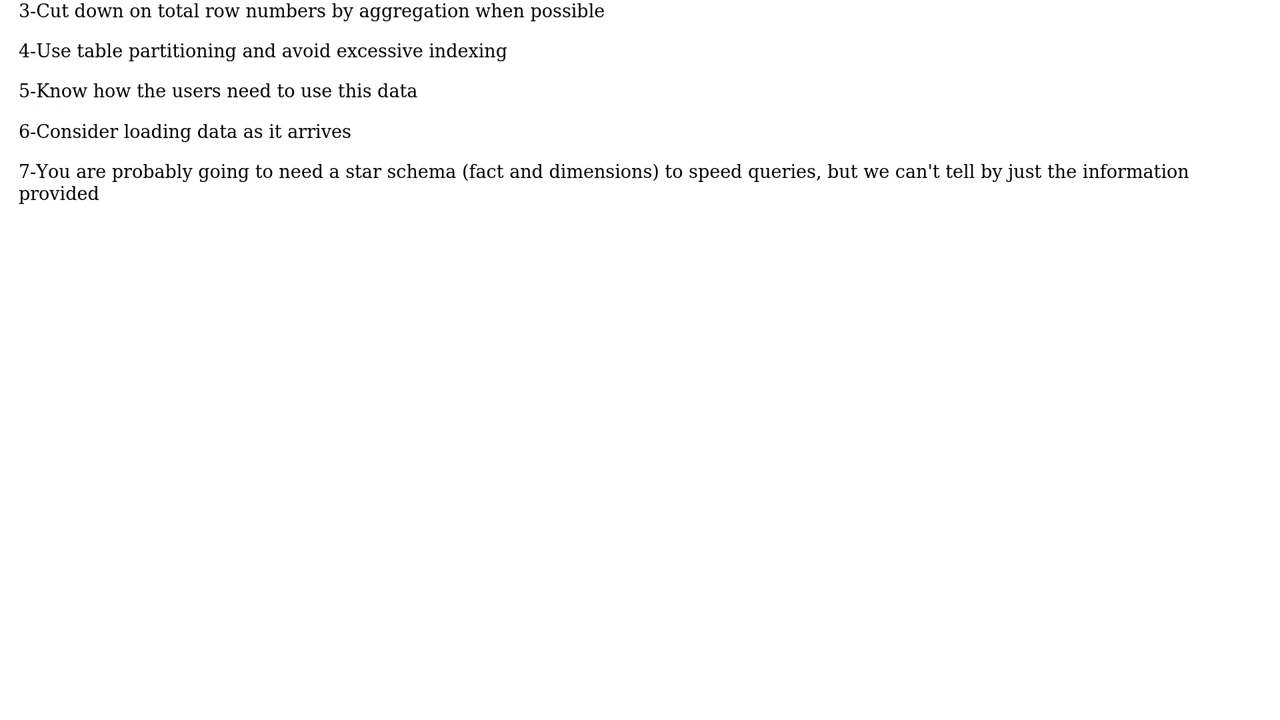 3-Cut down on total row numbers by aggregation when possible
4-Use table partitioning and avoid excessive indexing
5-Know how the users need to use this data
6-Consider loading data as it arrives
7-You are probably going to need a star schema (fact and dimensions) to speed queries, but we can't tell by just the information
provided